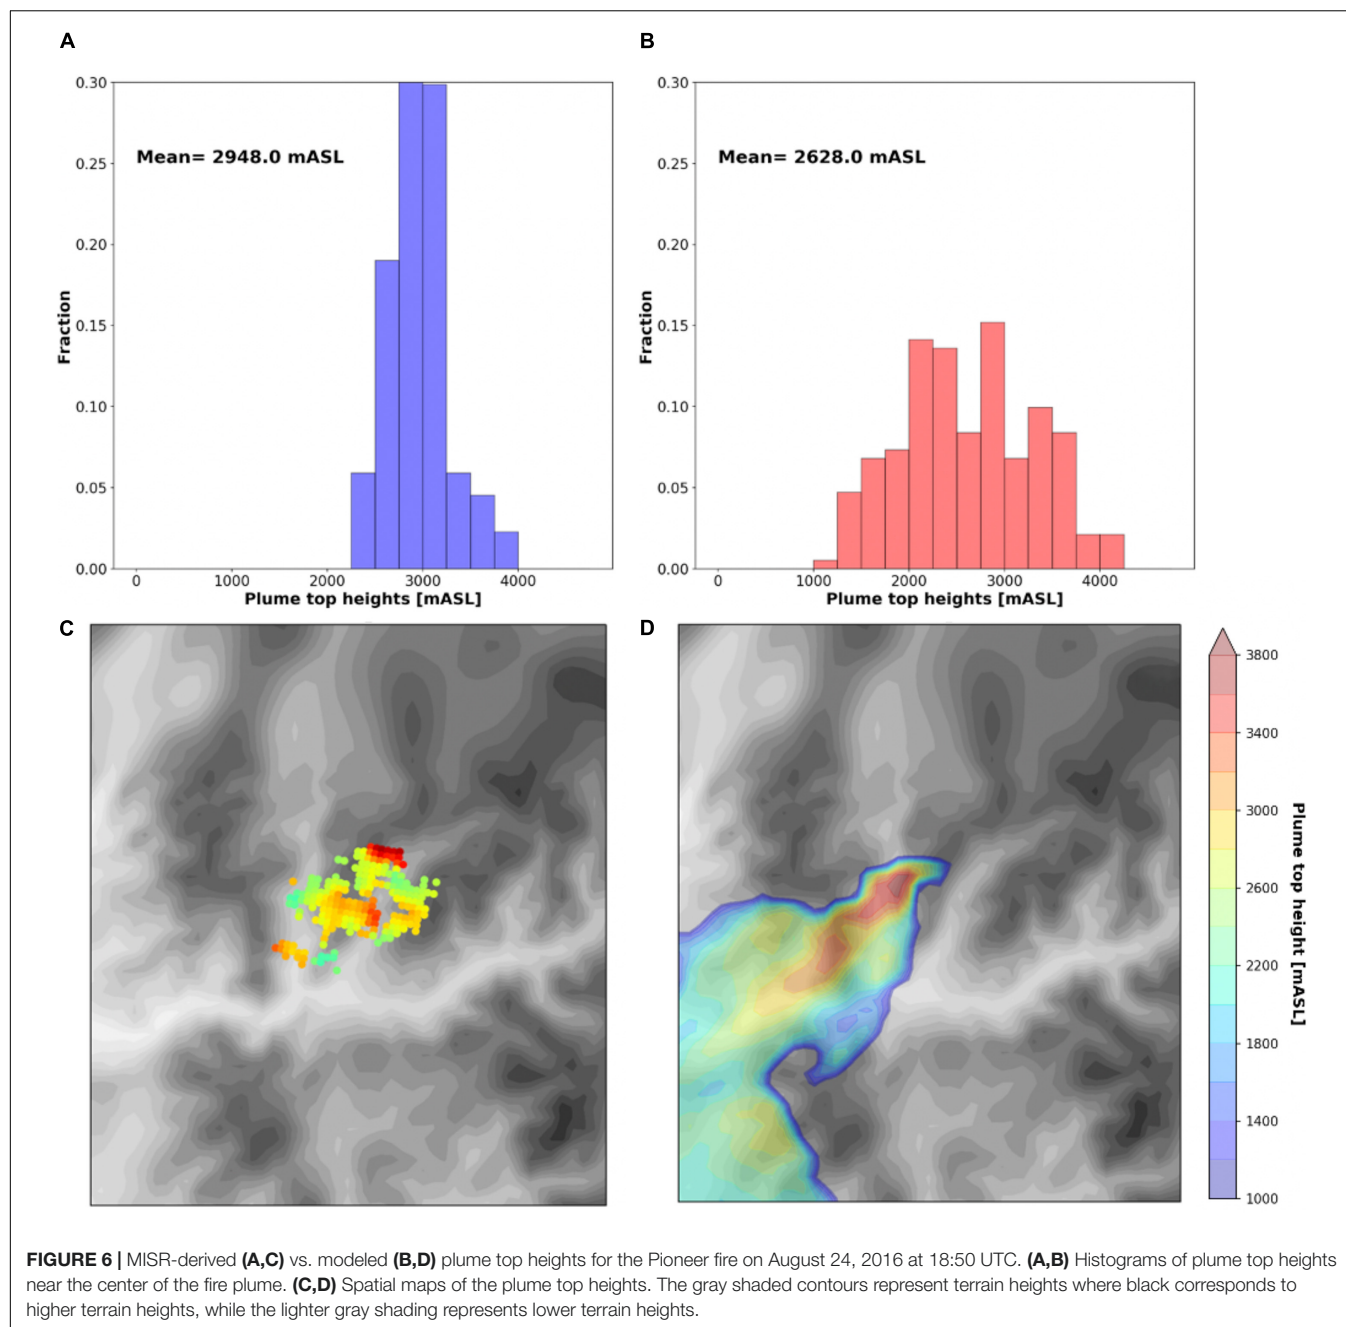 A
B
0.30
0.25
0.20
0.15
0.10
0.05
0.00
Fraction
Mean= 2948.0 mASL
0 1000 2000 3000 4000
Plume top heights [mASL]
0.30
0.25
0.20
0.15
0.10
0.05
0.00
Fraction
Mean= 2628.0 mASL
0 1000 2000 3000 4000
Plume top heights [mASL]
C
D
3800
3400
3000
2600
2200
1800
1400
1000
Plume top height [mASL]
FIGURE 6 | MISR-derived (A,C) vs. modeled (B,D) plume top heights for the Pioneer fire on August 24, 2016 at 18:50 UTC. (A,B) Histograms of plume top heights
near the center of the fire plume. (C,D) Spatial maps of the plume top heights. The gray shaded contours represent terrain heights where black corresponds to
higher terrain heights, while the lighter gray shading represents lower terrain heights.